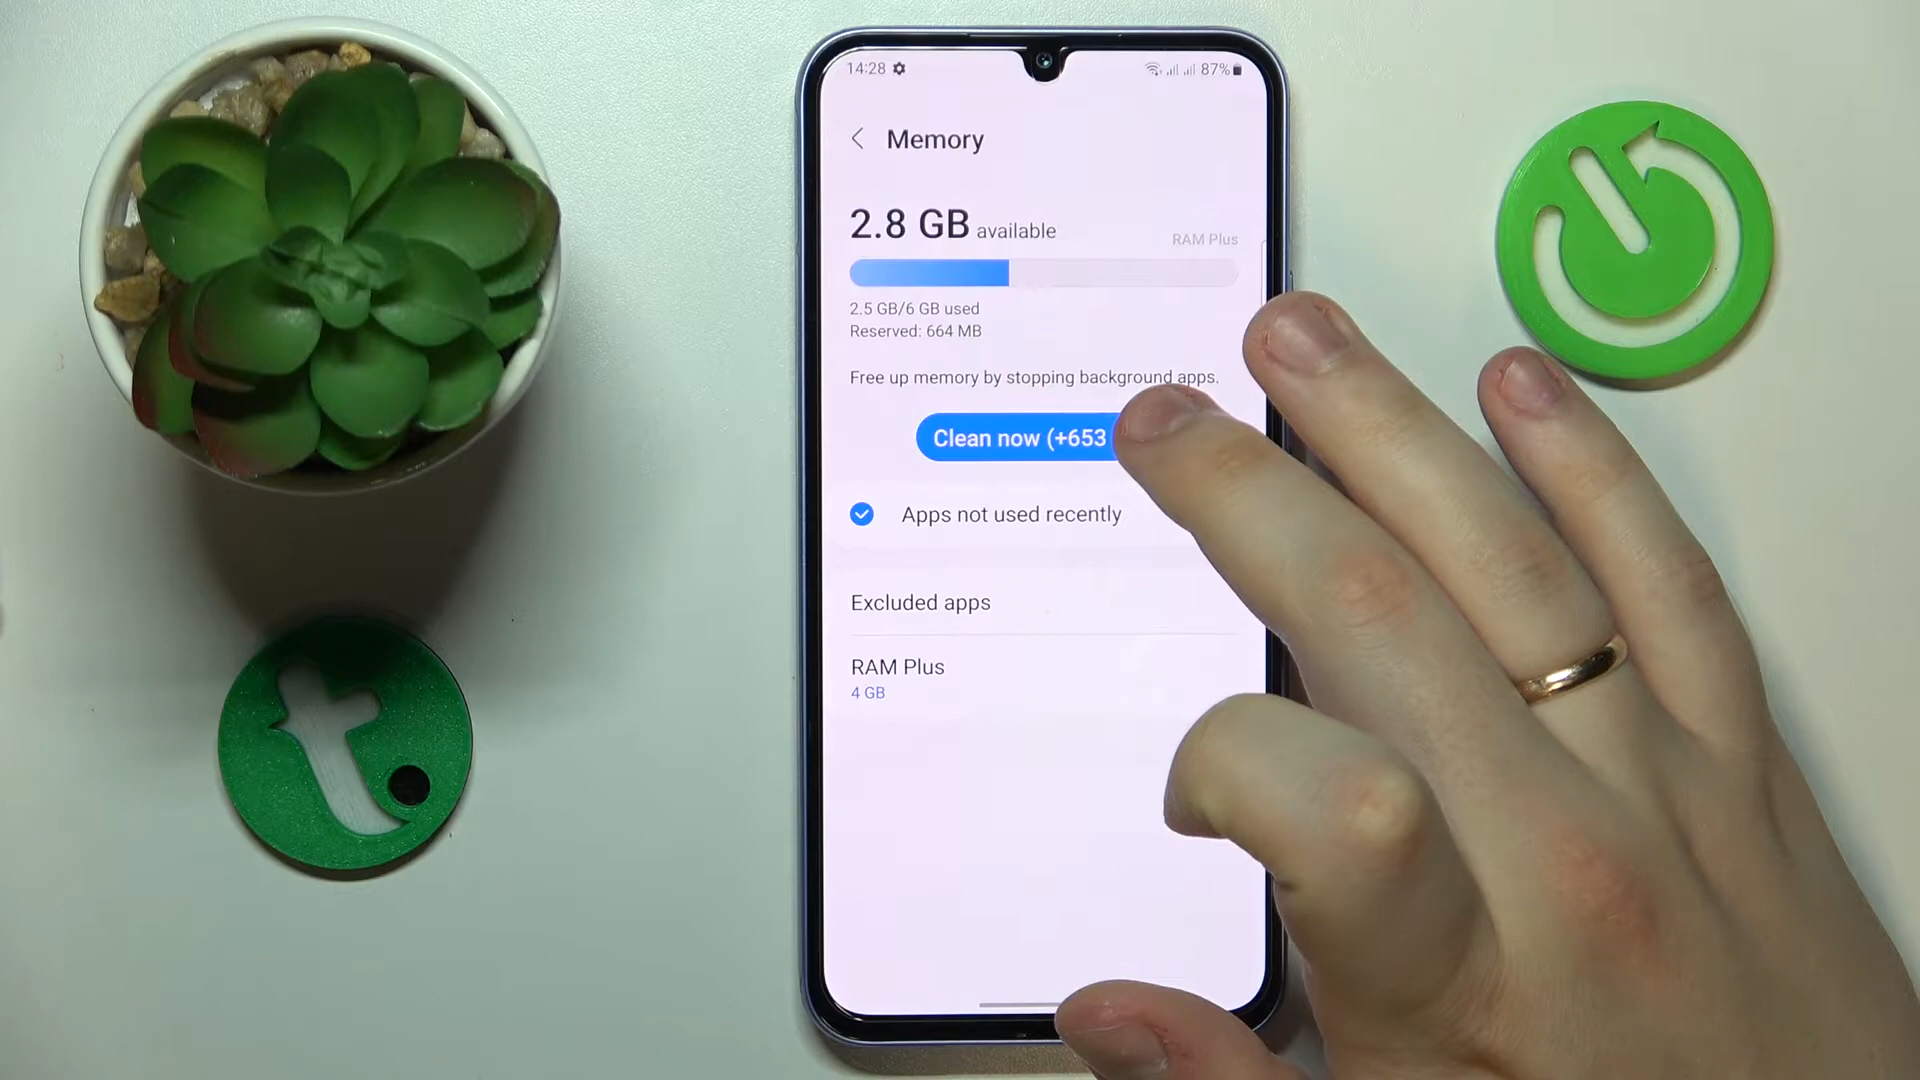 14:28
87%
Memory
2.8 GB available
RAM Plus
2.5 GB/6 GB used
Reserved: 664 MB
Free up memory by stopping background apps.
Clean now (+653
Apps not used recently
Excluded apps
RAM Plus
4 GB
t